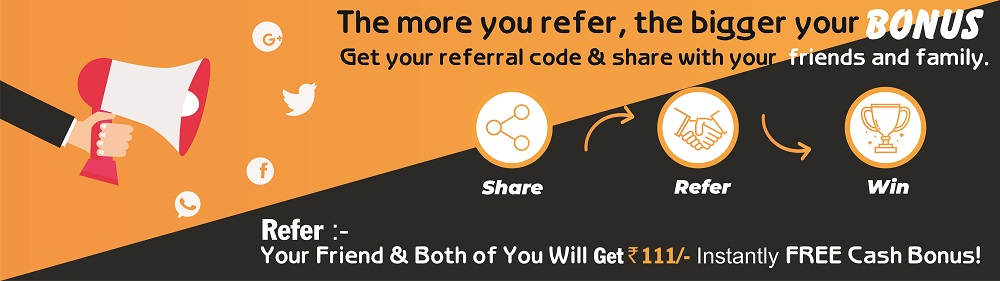 The more you refer, the bigger your BONUS
Get your referral code & share with your friends and family.
G+
f
Share Refer Win
Refer :-
Your Friend & Both of You Will Get ₹ 111/- Instantly FREE Cash Bonus!